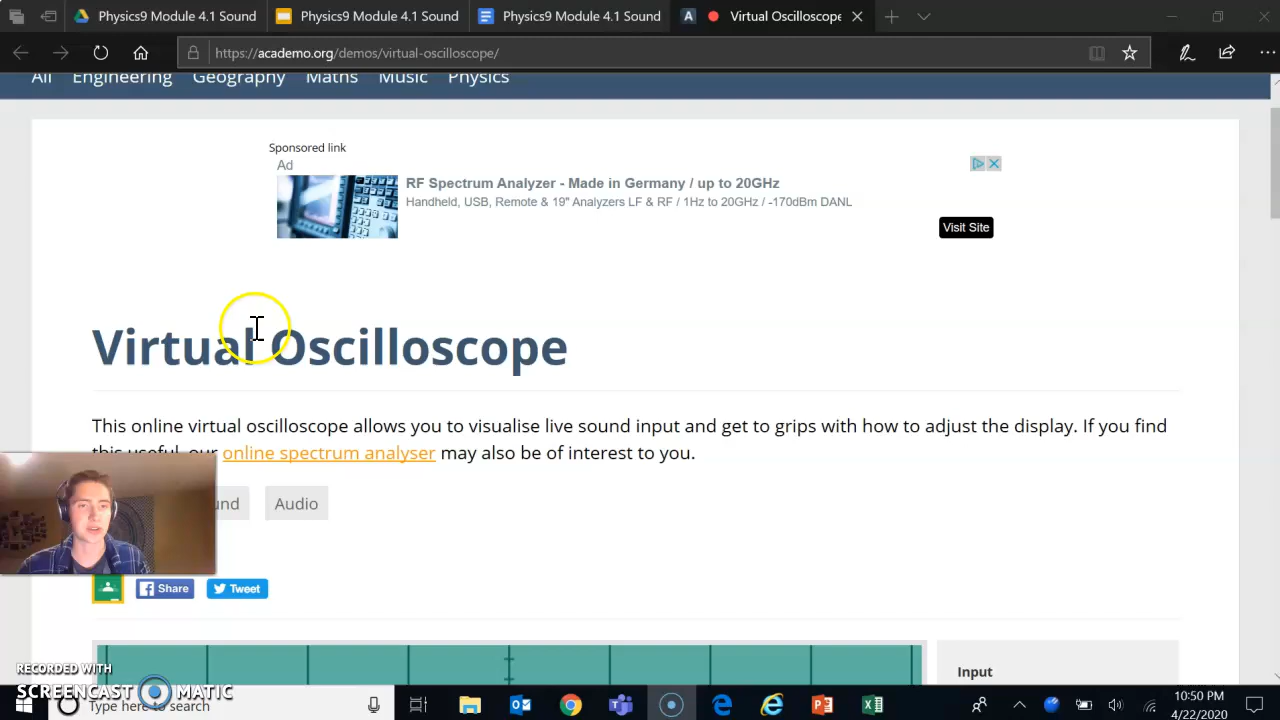 Physics9 Module 4.1 Sound
Physics9 Module 4.1 Sound
Physics9 Module 4.1 Sound
Virtual Oscilloscope
https://academo.org/demos/virtual-oscilloscope/
All Engineering Geography Maths Music Physics
Sponsored link
Ad
RF Spectrum Analyzer - Made in Germany / up to 20GHz
Handheld, USB, Remote & 19" Analyzers LF & RF / 1Hz to 20GHz / -170dBm DANL
Visit Site
Virtual Oscilloscope
This online virtual oscilloscope allows you to visualise live sound input and get to grips with how to adjust the display. If you find
this useful, our online spectrum analyser may also be of interest to you.
und
Audio
Share
Tweet
Input
RECORDED WITH
SCREENCAST MATIC
Type here to search
10:50 PM
4/22/2020